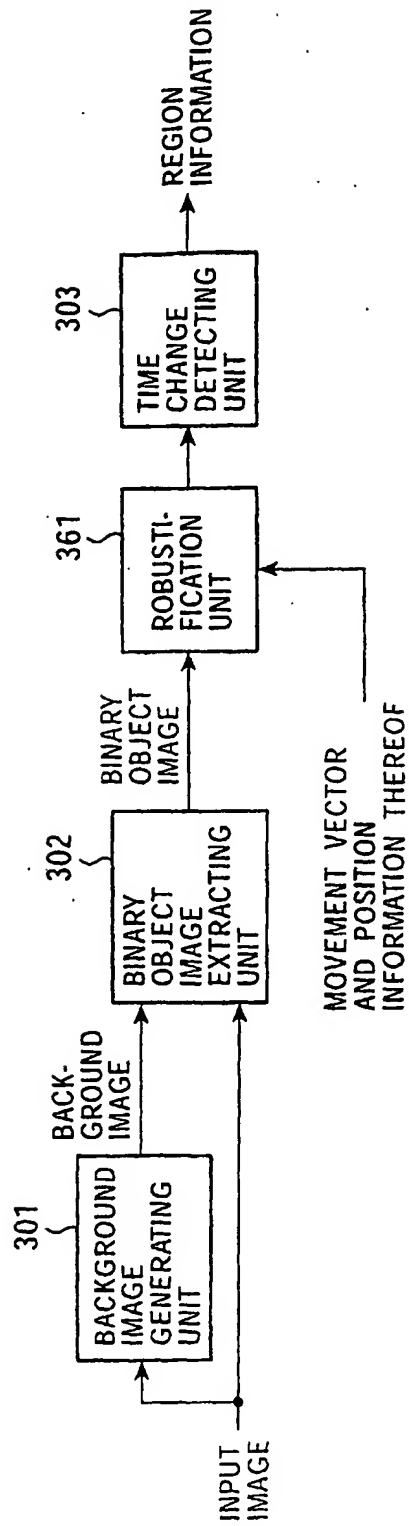 INPUT
IMAGE
301
BACKGROUND
IMAGE
GENERATING
UNIT
BACK-
GROUND
IMAGE
302
BINARY
OBJECT
IMAGE
EXTRACTING
UNIT
BINARY
OBJECT
IMAGE
361
ROBUSTI-
FICATION
UNIT
MOVEMENT VECTOR
AND POSITION
INFORMATION THEREOF
303
TIME
CHANGE
DETECTING
UNIT
REGION
INFORMATION